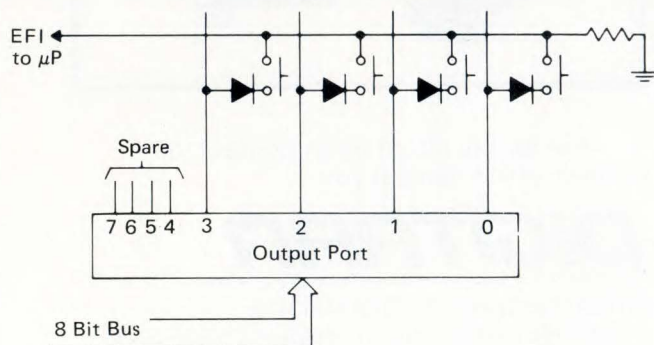 EFI
to μP
Spare
7 6 5 4 3 2 1 0
Output Port
8 Bit Bus